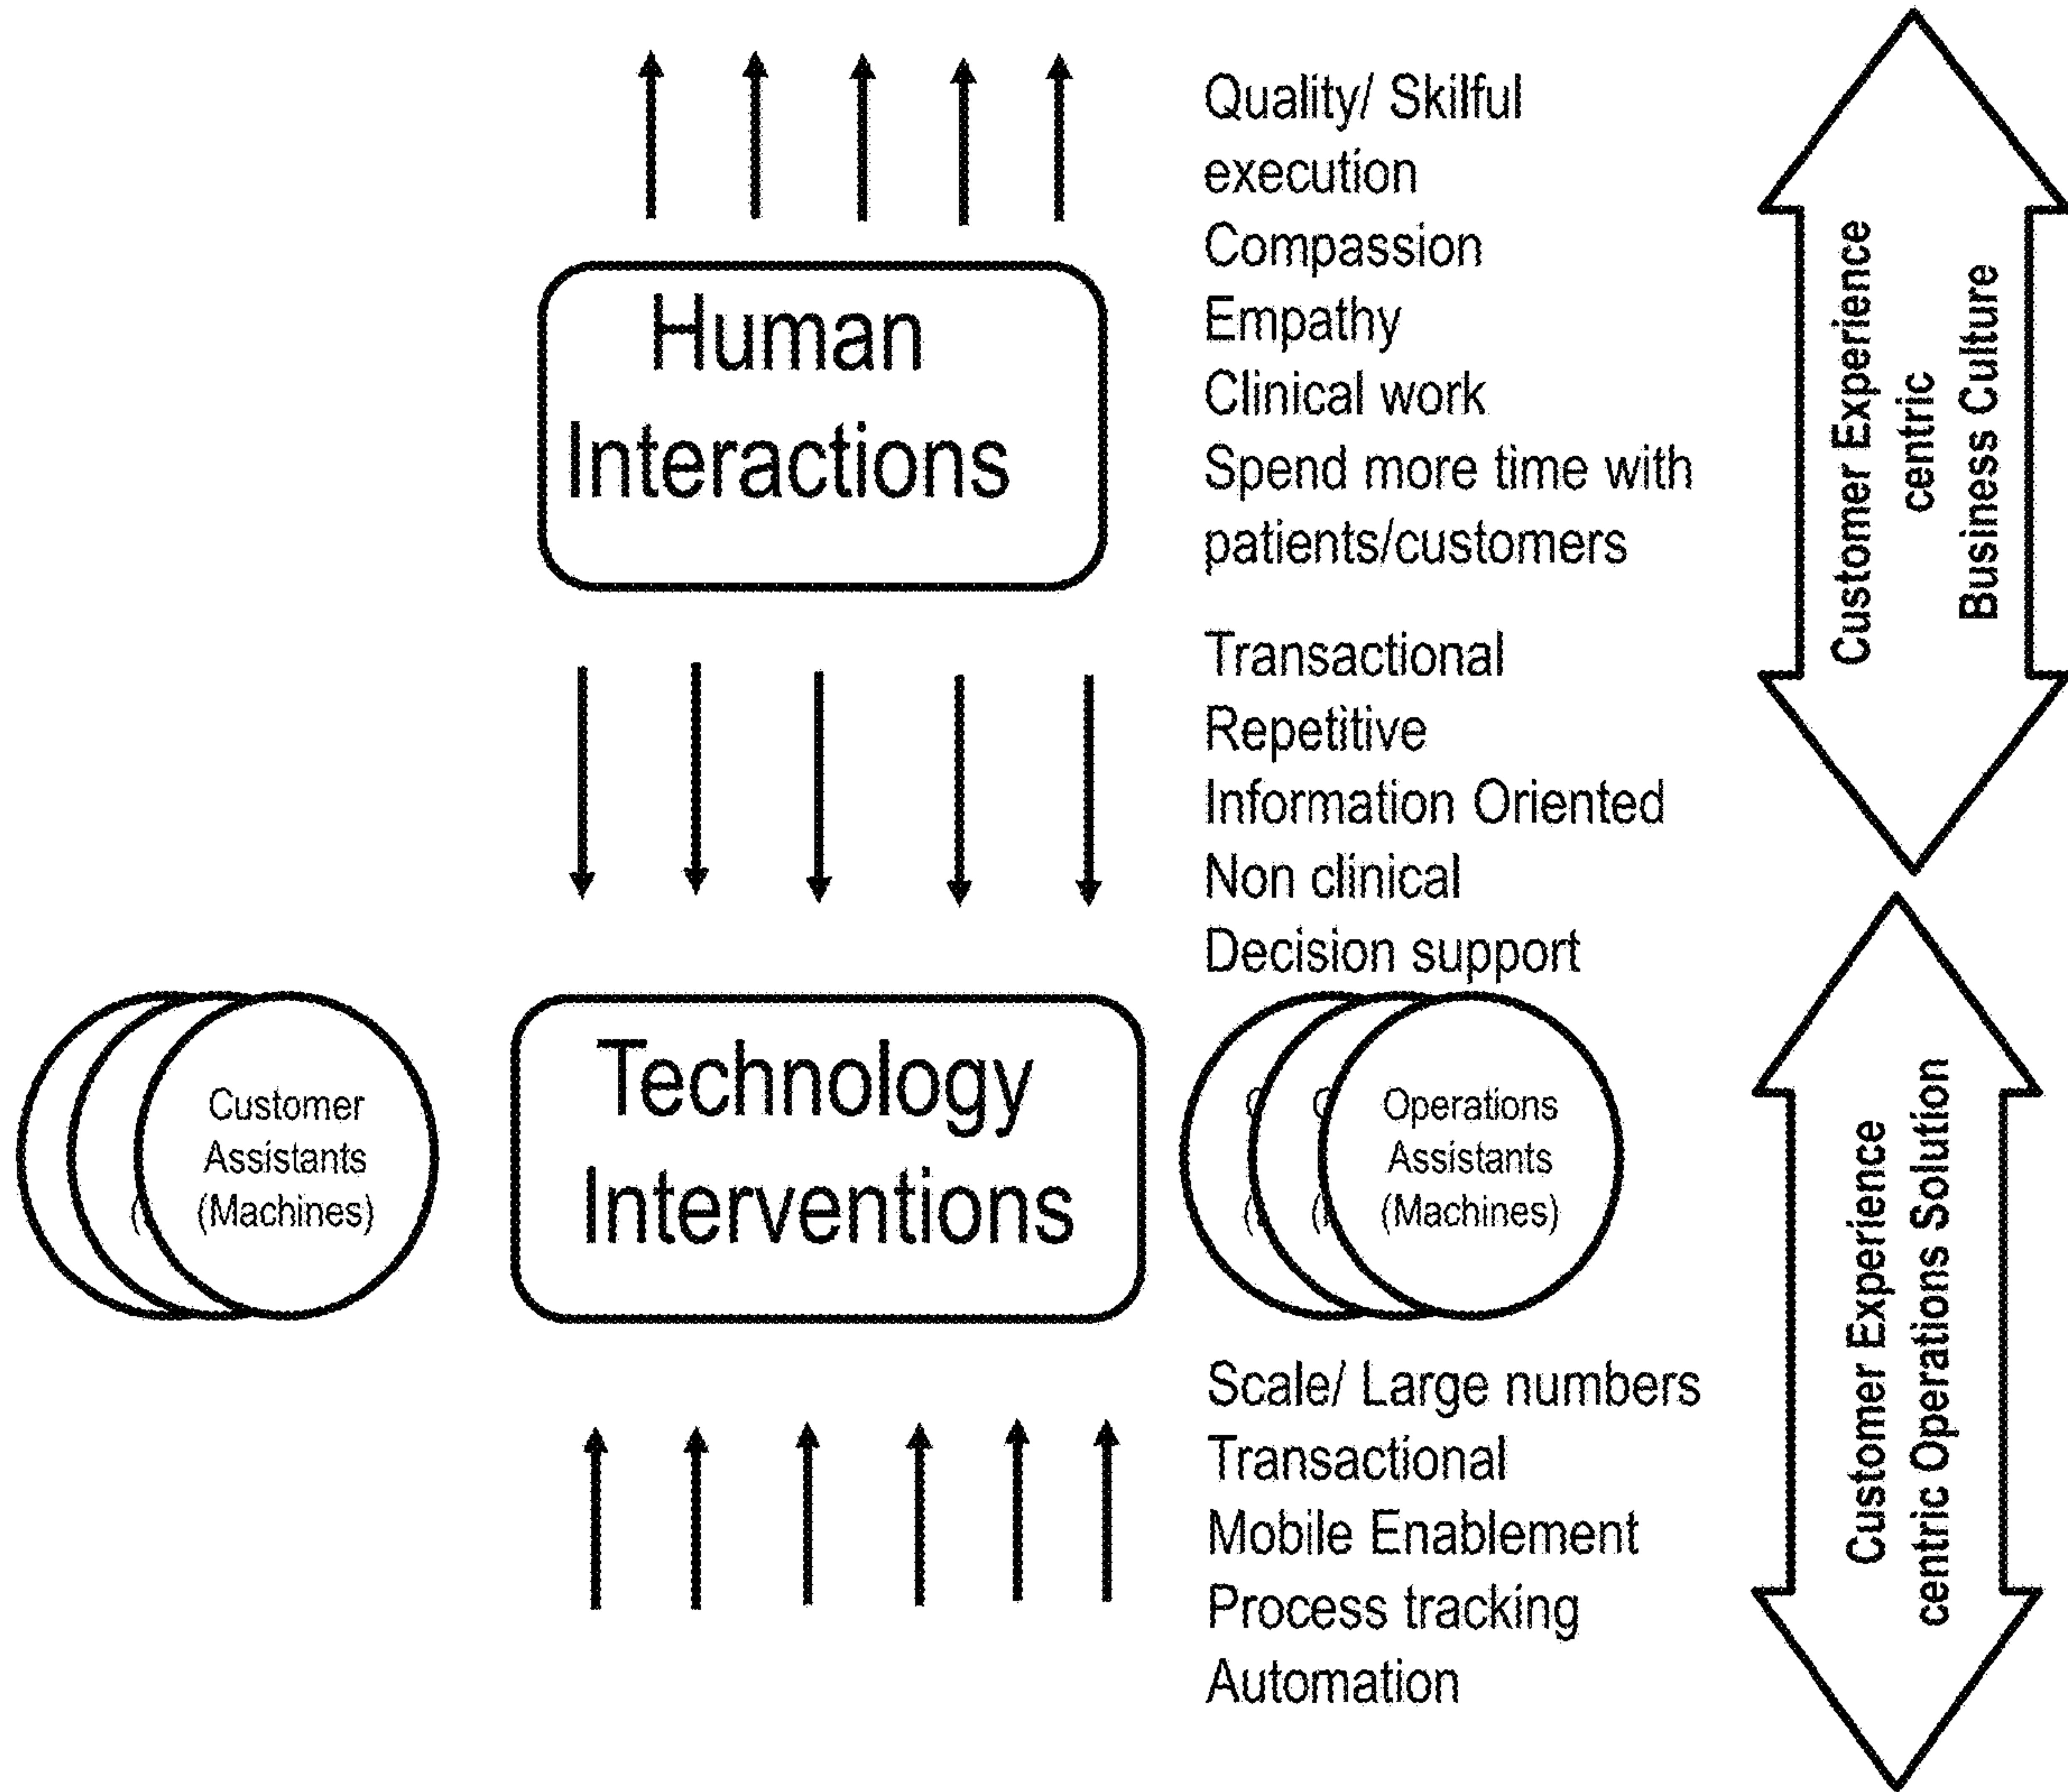 Quality/ Skilful
execution
Compassion
Empathy
Clinical work
Spend more time with
patients/customers
Human
Interactions
Customer Experience
centric
Business Culture
Transactional
Repetitive
Information Oriented
Non clinical
Decision support
Customer
Assistants
(Machines)
Technology
Interventions
Operations
Assistants
(Machines)
Customer Experience
centric Operations Solution
Scale/ Large numbers
Transactional
Mobile Enablement
Process tracking
Automation